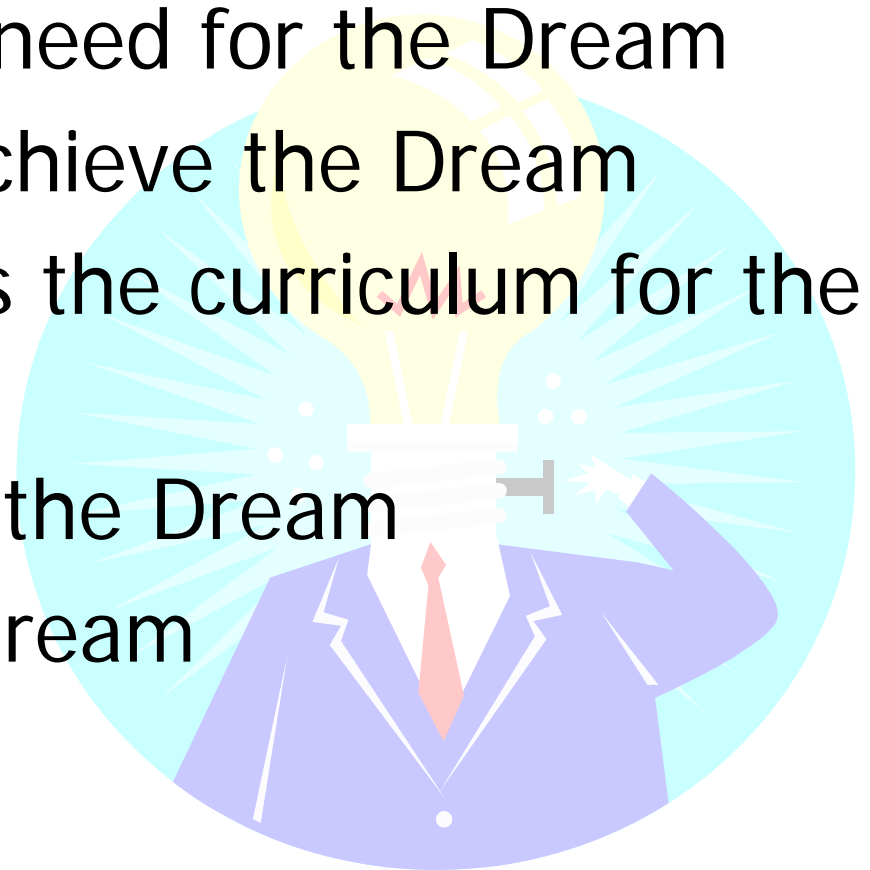 need for the Dream
chieve the Dream
s the curriculum for the
the Dream
ream